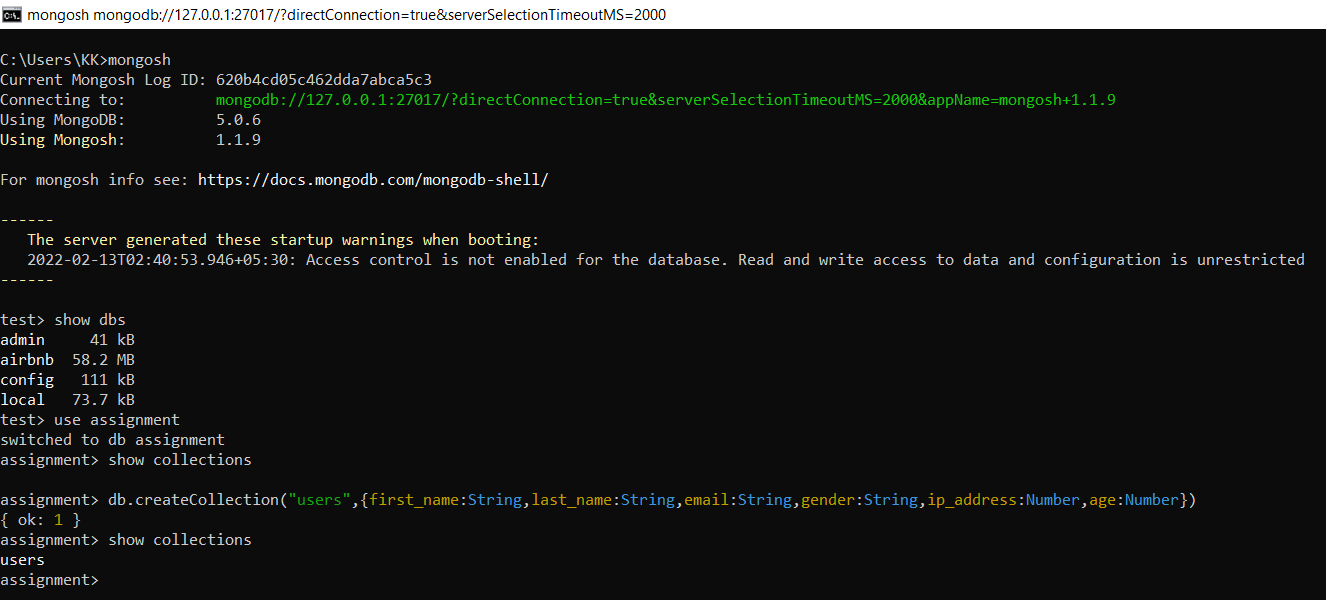 mongosh mongodb://127.0.0.1:27017/?directConnection=true&serverSelectionTimeoutMS=2000
C:\Users\KK>mongosh
Current Mongosh Log ID: 620b4cd05c462dda7abca5c3
Connecting to:          mongodb://127.0.0.1:27017/?directConnection=true&serverSelectionTimeoutMS=2000&appName=mongosh+1.1.9
Using MongoDB:          5.0.6
Using Mongosh:          1.1.9
For mongosh info see: https://docs.mongodb.com/mongodb-shell/
------
   The server generated these startup warnings when booting:
   2022-02-13T02:40:53.946+05:30: Access control is not enabled for the database. Read and write access to data and configuration is unrestricted
------
test> show dbs
admin     41 kB
airbnb  58.2 MB
config   111 kB
local   73.7 kB
test> use assignment
switched to db assignment
assignment> show collections
assignment> db.createCollection("users",{first_name:String,last_name:String,email:String,gender:String,ip_address:Number,age:Number})
{ ok: 1 }
assignment> show collections
users
assignment>